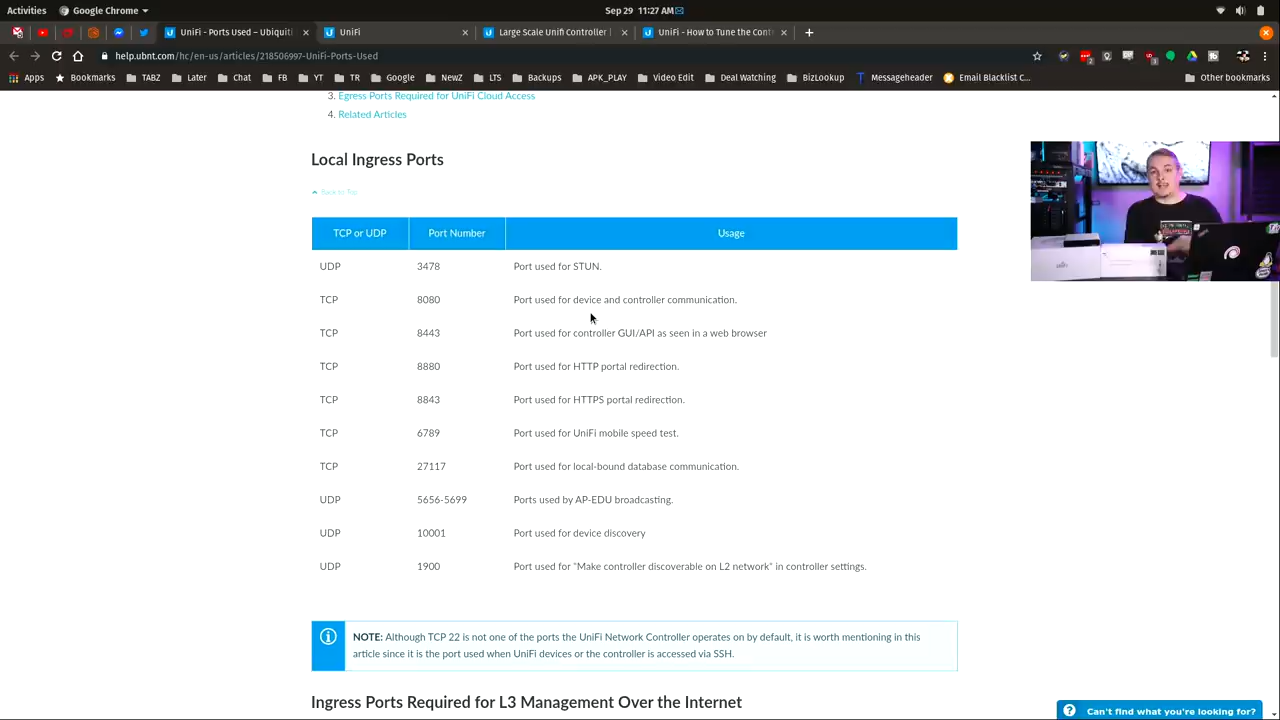 Activities
Google Chrome
Sep 29 11:27 AM
UniFi - Ports Used – Ubiquiti
UniFi
Large Scale Unifi Controller |
UniFi - How to Tune the Cont
help.ubnt.com/hc/en-us/articles/218506997-UniFi-Ports-Used
Apps
Bookmarks
TABZ
Later
Chat
FB
YT
TR
Google
NewZ
LTS
Backups
APK_PLAY
Video Edit
Deal Watching
BizLookup
Messageheader
Email Blacklist C...
Other bookmarks
3. Egress Ports Required for UniFi Cloud Access
4. Related Articles
Local Ingress Ports
Back to Top
TCP or UDP Port Number Usage
UDP 3478 Port used for STUN.
TCP 8080 Port used for device and controller communication.
TCP 8443 Port used for controller GUI/API as seen in a web browser
TCP 8880 Port used for HTTP portal redirection.
TCP 8843 Port used for HTTPS portal redirection.
TCP 6789 Port used for UniFi mobile speed test.
TCP 27117 Port used for local-bound database communication.
UDP 5656-5699 Ports used by AP-EDU broadcasting.
UDP 10001 Port used for device discovery
UDP 1900 Port used for "Make controller discoverable on L2 network" in controller settings.
NOTE: Although TCP 22 is not one of the ports the UniFi Network Controller operates on by default, it is worth mentioning in this
article since it is the port used when UniFi devices or the controller is accessed via SSH.
Ingress Ports Required for L3 Management Over the Internet
Can't find what you're looking for?